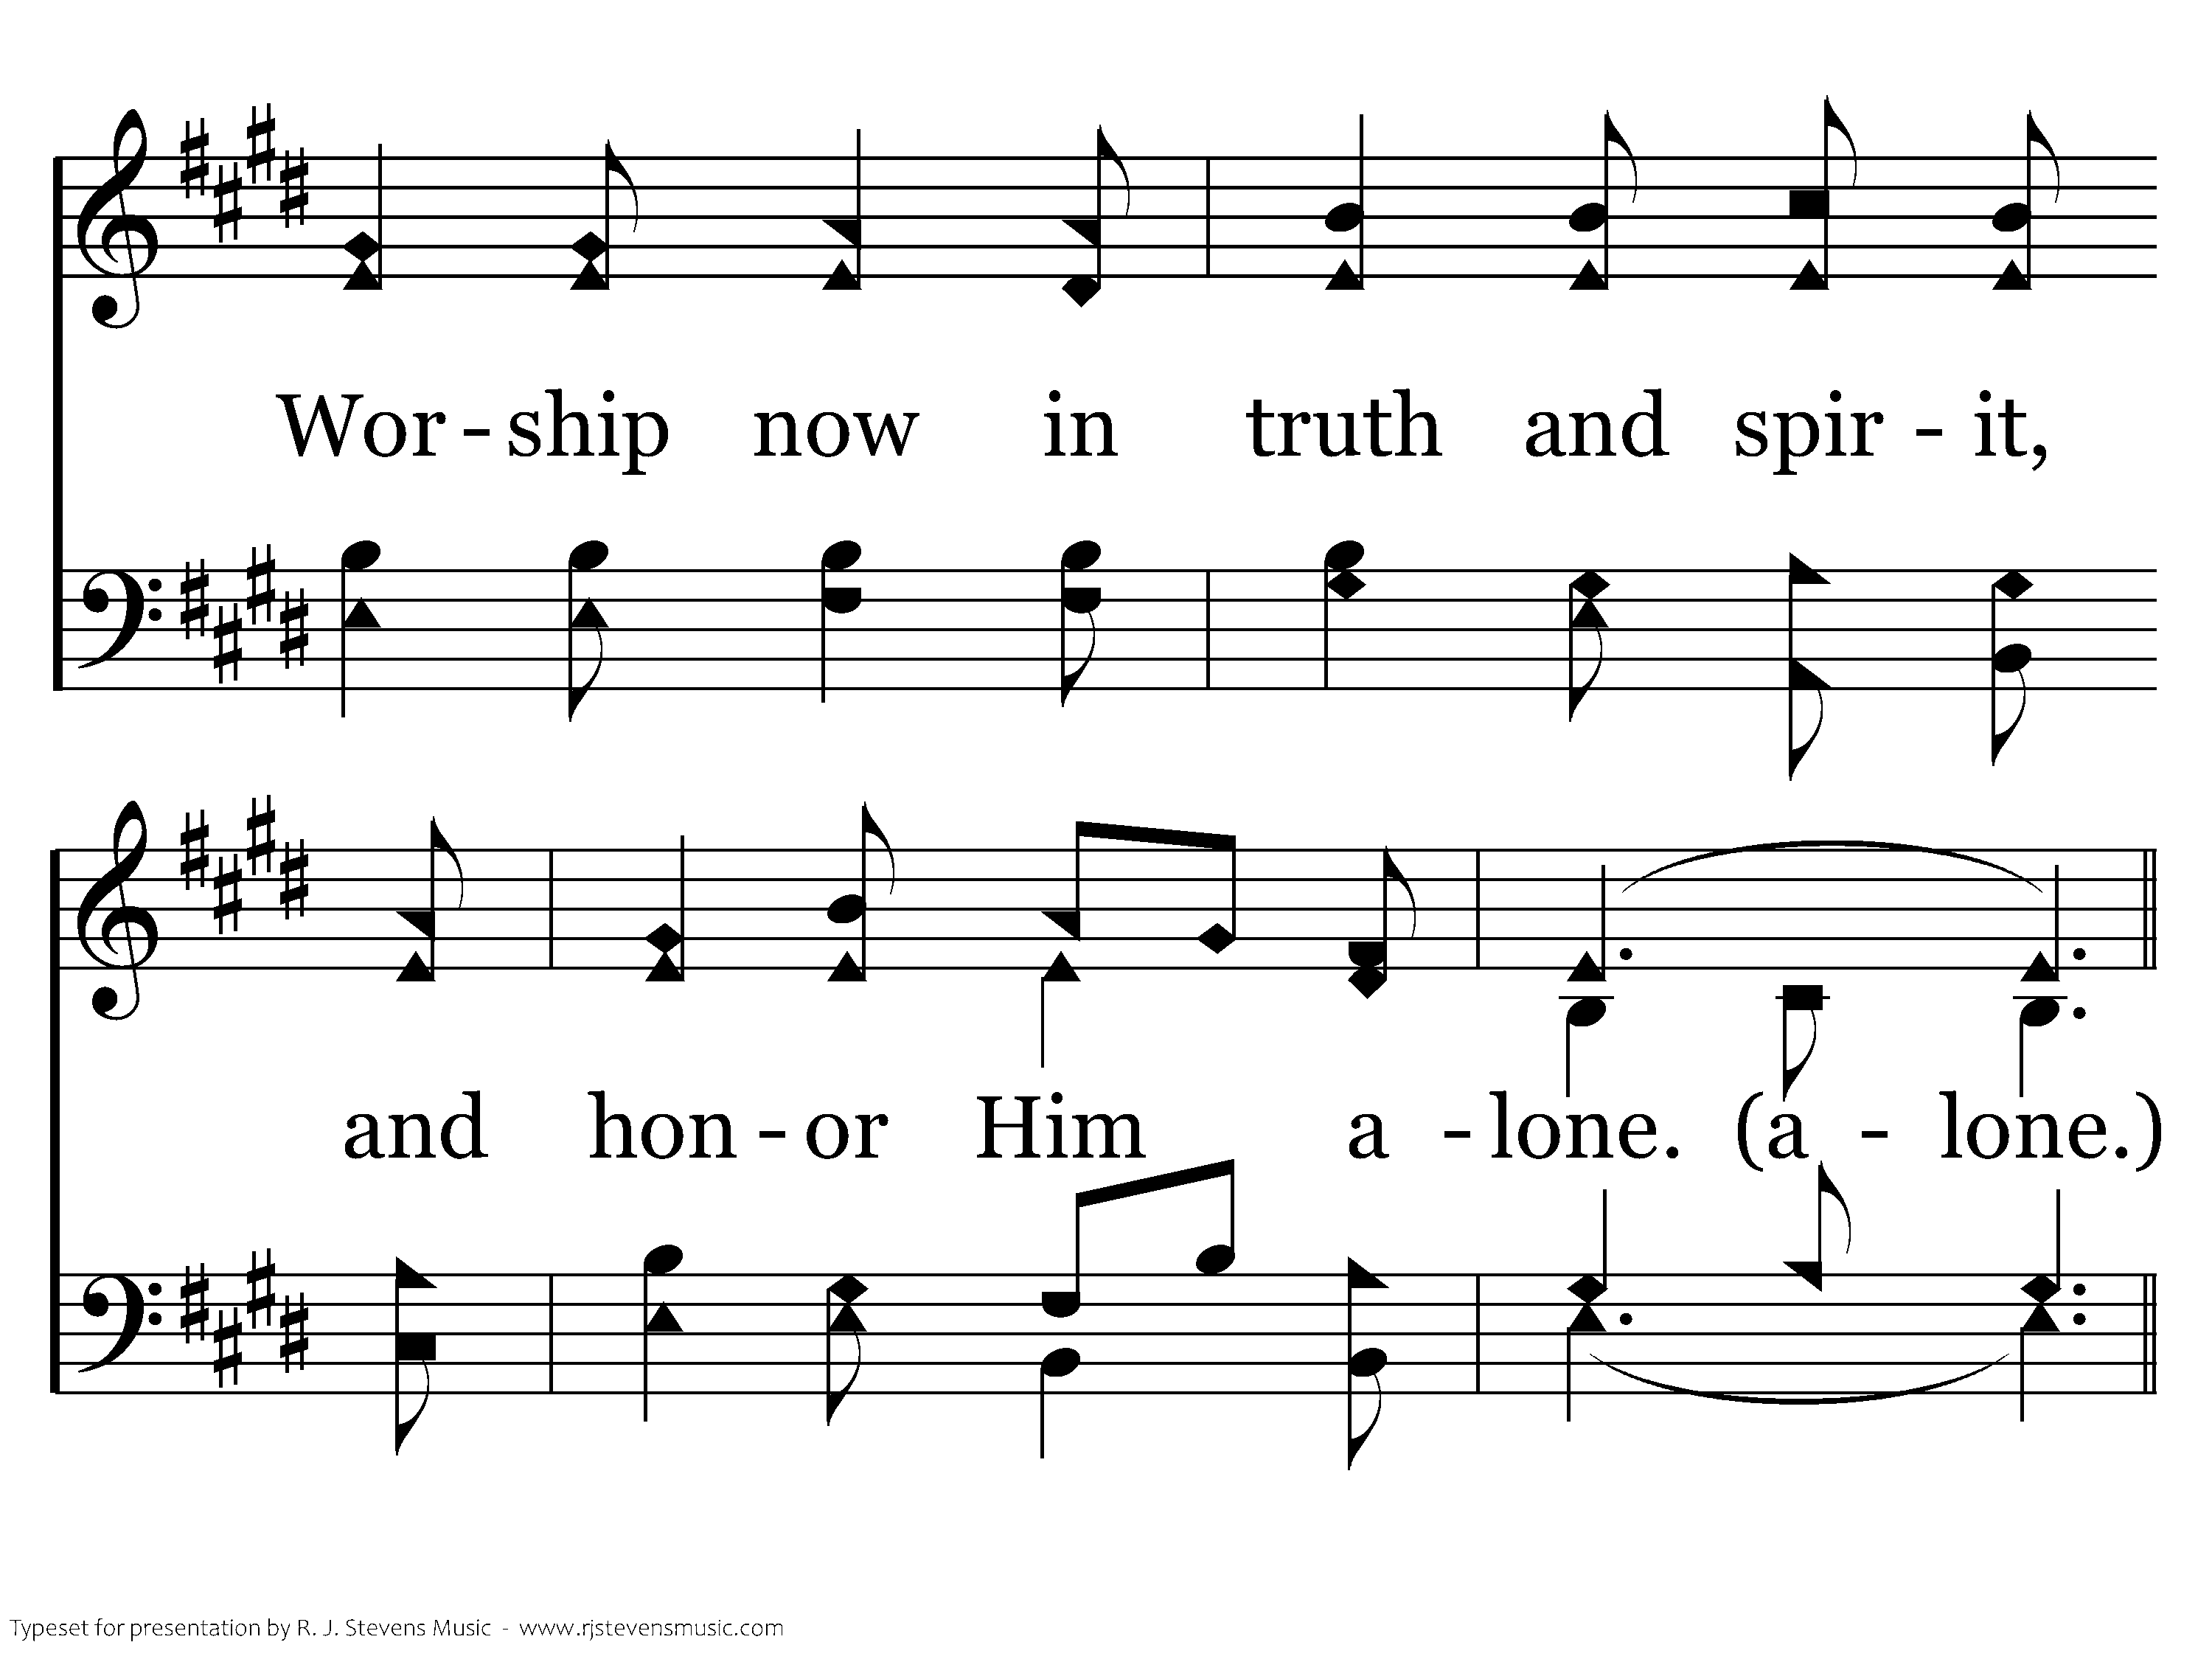 Wor - ship now in truth and spir - it,
and hon - or Him a - lone. (a - lone.)
Typeset for presentation by R. J. Stevens Music - www.rjstevensmusic.com